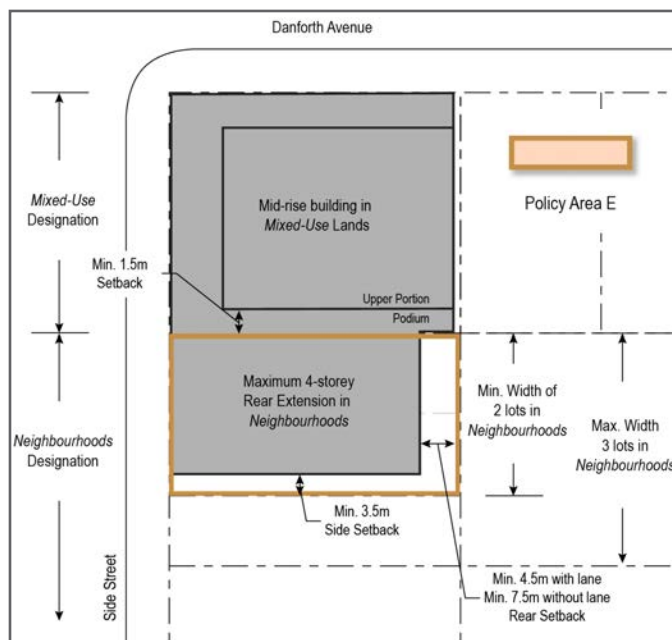 Danforth Avenue
Mixed-Use
Designation
Mid-rise building in
Mixed-Use Lands
Policy Area E
Min. 1.5m
Setback
Upper Portion
Podium
Maximum 4-storey
Rear Extension in
Neighbourhoods
Min. Width of
2 lots in
Neighbourhoods
Max. Width
3 lots in
Neighbourhoods
Neighbourhoods
Designation
Min. 3.5m
Side Setback
Min. 4.5m with lane
Min. 7.5m without lane
Rear Setback
Side Street